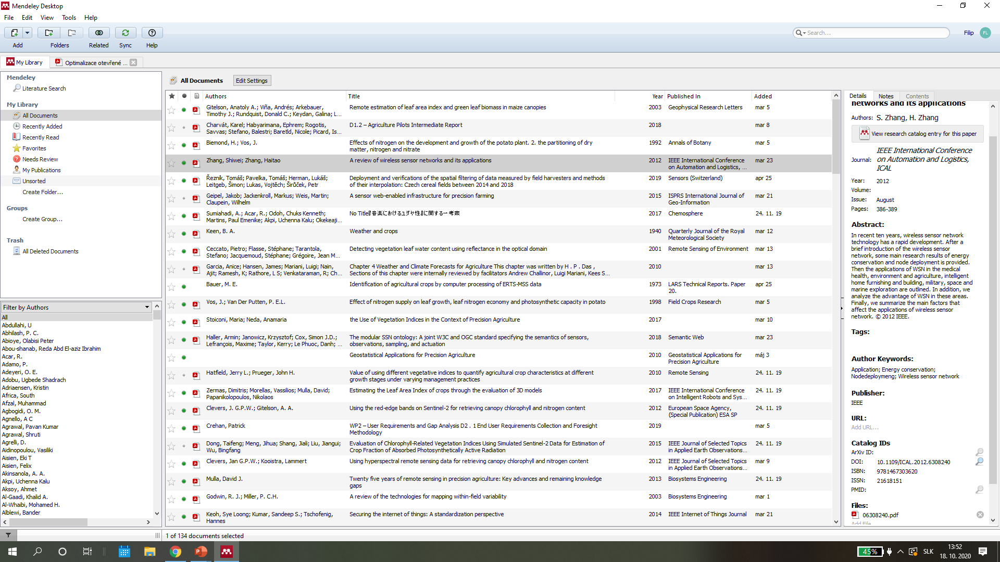 Mendeley Desktop
File Edit View Tools Help
Add Folders Related Sync Help
Search...
Filip FL
My Library
Optimalizace otevřené ...
Mendeley
Literature Search
My Library
All Documents
Recently Added
Recently Read
Favorites
Needs Review
My Publications
Unsorted
Create Folder...
Groups
Create Group...
Trash
All Deleted Documents
Filter by Authors
All
Abdullahi, U
Abhilash, P. C.
Abioye, Olabisi Peter
Abou-shanab, Reda Abd El-aziz Ibrahim
Acar, R.
Adamo, P.
Adeyeri, O. E.
Adobu, Ugbede Shadrach
Adriaensen, Kristin
Africa, South
Afzal, Muhammad
Agbogidi, O. M.
Agnello, A C
Agrawal, Pavan Kumar
Agrawal, Shruti
Agrelli, D.
Aidinopoulou, Vasiliki
Aisien, Eki T
Aisien, Felix
Akinsanola, A. A.
Akpi, Uchenna Kalu
Aksoy, Ahmet
Al-Gaadi, Khalid A.
Al-Whaibi, Mohamed H.
Alblewi, Bander
All Documents Edit Settings
Authors Title Year Published In Added
Gitelson, Anatoly A.; Viña, Andrés; Arkebauer, Remote estimation of leaf area index and green leaf biomass in maize canopies 2003 Geophysical Research Letters mar 5
Timothy J.; Rundquist, Donald C.; Keydan, Galina; L...
Charvát, Karel; Habyarimana, Ephrem; Rogotis, D1.2 – Agriculture Pilots Intermediate Report 2018 mar 8
Savvas; Stefano, Balestri; Baretld, Nicole; Picard, Is...
Biemond, H.; Vos, J. Effects of nitrogen on the development and growth of the potato plant. 2. the partitioning of dry 1992 Annals of Botany mar 5
matter, nitrogen and nitrate
Zhang, Shiwei; Zhang, Haitao A review of wireless sensor networks and its applications 2012 IEEE International Conference mar 23
on Automation and Logistics, ...
Řezník, Tomáš; Pavelka, Tomáš; Herman, Lukáš; Deployment and verifications of the spatial filtering of data measured by field harvesters and methods 2019 Sensors (Switzerland) apr 25
Leitgeb, Šimon; Lukas, Vojtěch; Širůček, Petr of their interpolation: Czech cereal fields between 2014 and 2018
Geipel, Jakob; Jackenkroll, Markus; Weis, Martin; A sensor web-enabled infrastructure for precision farming 2015 ISPRS International Journal of mar 21
Claupein, Wilhelm Geo-Information
Sumiahadi, A.; Acar, R.; Odoh, Chuks Kenneth; No Title『音楽におけるユダヤ性』に関する一考察 2017 Chemosphere 24. 11. 19
Martins, Paul Emenike; Akpi, Uchenna Kalu; Okekeaji...
Keen, B. A. Weather and crops 1940 Quarterly Journal of the Royal mar 12
Meteorological Society
Ceccato, Pietro; Flasse, Stéphane; Tarantola, Detecting vegetation leaf water content using reflectance in the optical domain 2001 Remote Sensing of Environment mar 13
Stefano; Jacquemoud, Stéphane; Grégoire, Jean M...
Garcia, Anice; Hansen, James; Mariani, Luigi; Nain, Chapter 4 Weather and Climate Forecasts for Agriculture This chapter was written by H . P . Das , 2010 mar 13
Ajit; Ramesh, K; Rathore, L S; Venkataraman, R; Ch... Sections of this chapter were internally reviewed by facilitators Andrew Challinor, Luigi Mariani, Kees S...
Bauer, M. E. Identification of agricultural crops by computer processing of ERTS-MSS data 1973 LARS Technical Reports. Paper apr 25
20.
Vos, J.; Van Der Putten, P. E.L. Effect of nitrogen supply on leaf growth, leaf nitrogen economy and photosynthetic capacity in potato 1998 Field Crops Research mar 5
Stoiconi, Maria; Neda, Anamaria the Use of Vegetation Indices in the Context of Precision Agriculture 2017 mar 10
Haller, Armin; Janowicz, Krzysztof; Cox, Simon J.D.; The modular SSN ontology: A joint W3C and OGC standard specifying the semantics of sensors, 2018 Semantic Web mar 23
Lefrançois, Maxime; Taylor, Kerry; Le Phuoc, Danh; ... observations, sampling, and actuation
Geostatistical Applications for Precision Agriculture 2010 Geostatistical Applications for máj 3
Precision Agriculture
Hatfield, Jerry L.; Prueger, John H. Value of using different vegetative indices to quantify agricultural crop characteristics at different 2010 Remote Sensing 24. 11. 19
growth stages under varying management practices
Zermas, Dimitris; Morellas, Vassilios; Mulla, David; Estimating the Leaf Area Index of crops through the evaluation of 3D models 2017 IEEE International Conference 24. 11. 19
Papanikolopoulos, Nikolaos on Intelligent Robots and Sys...
Clevers, J. G.P.W.; Gitelson, A. A. Using the red-edge bands on Sentinel-2 for retrieving canopy chlorophyll and nitrogen content 2012 European Space Agency, 24. 11. 19
(Special Publication) ESA SP
Crehan, Patrick WP2 – User Requirements and Gap Analysis D2 . 1 End User Requirements Collection and Foresight 2019 mar 5
Methodology
Dong, Taifeng; Meng, Jihua; Shang, Jiali; Liu, Jiangui; Evaluation of Chlorophyll-Related Vegetation Indices Using Simulated Sentinel-2 Data for Estimation of 2015 IEEE Journal of Selected Topics 24. 11. 19
Wu, Bingfang Crop Fraction of Absorbed Photosynthetically Active Radiation in Applied Earth Observations...
Clevers, Jan G.P.W.; Kooistra, Lammert Using hyperspectral remote sensing data for retrieving canopy chlorophyll and nitrogen content 2012 IEEE Journal of Selected Topics mar 9
in Applied Earth Observations...
Mulla, David J. Twenty five years of remote sensing in precision agriculture: Key advances and remaining knowledge 2013 Biosystems Engineering 24. 11. 19
gaps
Godwin, R. J.; Miller, P. C.H. A review of the technologies for mapping within-field variability 2003 Biosystems Engineering mar 1
Keoh, Sye Loong; Kumar, Sandeep S.; Tschofenig, Securing the internet of things: A standardization perspective 2014 IEEE Internet of Things Journal mar 21
Hannes
1 of 134 documents selected
Details Notes Contents
networks and its applications
Authors: S. Zhang, H. Zhang
View research catalog entry for this paper
Journal: IEEE International Conference
on Automation and Logistics,
ICAL
Year: 2012
Volume:
Issue: August
Pages: 386-389
Abstract:
In recent ten years, wireless sensor network
technology has a rapid development. After a
brief introduction of the wireless sensor
network, some main research results of energy
conservation and node deployment is provided.
Then the applications of WSN in the medical
health, environment and agriculture, intelligent
home furnishing and building, military, space and
marine exploration are outlined. In addition, we
analyze the advantage of WSN in these areas.
Finally, we summarize the main factors that
affect the applications of wireless sensor
network. © 2012 IEEE.
Tags:
Author Keywords:
Application; Energy conservation;
Nodedeploymeng; Wireless sensor network
Publisher:
IEEE
URL:
Add URL...
Catalog IDs
ArXiv ID:
DOI: 10.1109/ICAL.2012.6308240
ISBN: 9781467303620
ISSN: 21618151
PMID:
Files:
06308240.pdf
Add File
45% SLK 13:52
18. 10. 2020